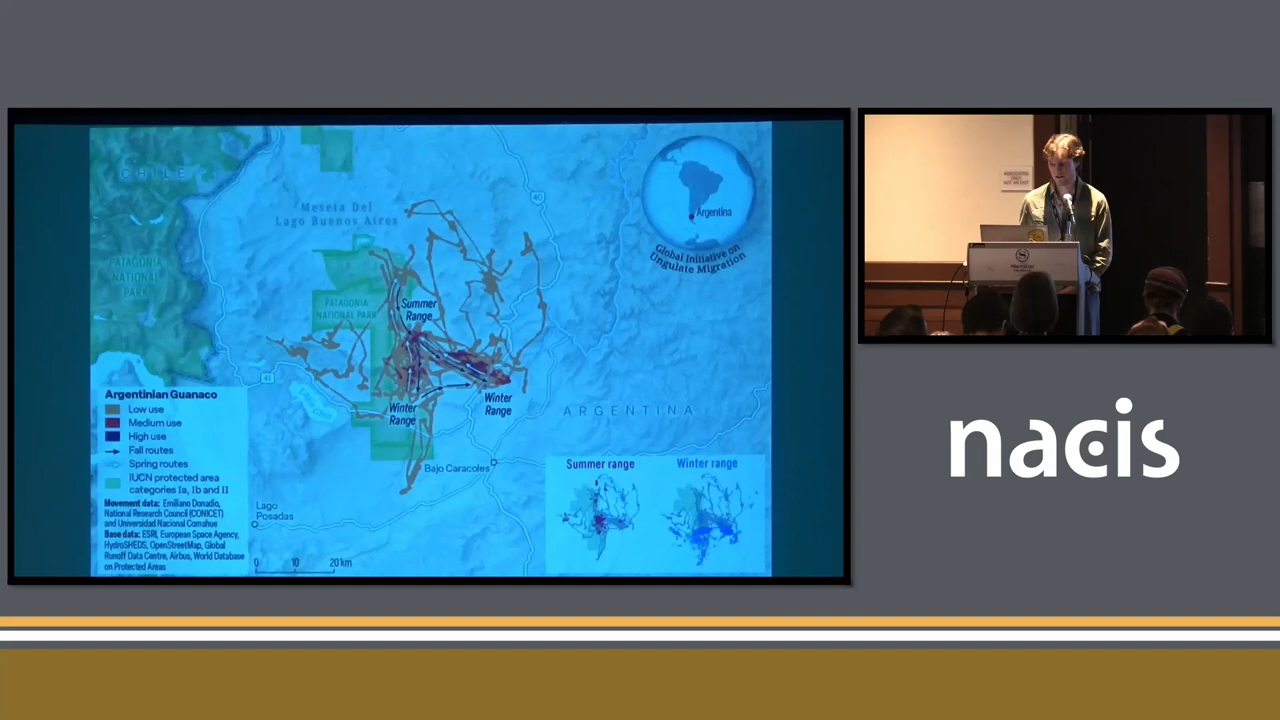 CHILE
Meseta Del
Lago Buenos Aires
40
Argentina
Global Initiative on
Ungulate Migration
PATAGONIA
NATIONAL
PARK
PATAGONIA
NATIONAL PARK
Summer
Range
41
Winter
Range
Winter
Range
ARGENTINA
Bajo Caracoles
Lago
Posadas
0 10 20 km
Argentinian Guanaco
Low use
Medium use
High use
Fall routes
Spring routes
IUCN protected area
categories Ia, Ib and II
Movement data: Emiliano Donadio,
National Research Council (CONICET)
and Universidad Nacional Comahue
Base data: ESRI, European Space Agency,
HydroSHEDS, OpenStreetMap, Global
Runoff Data Centre, Airbus, World Database
on Protected Areas
Summer range
Winter range
nacis